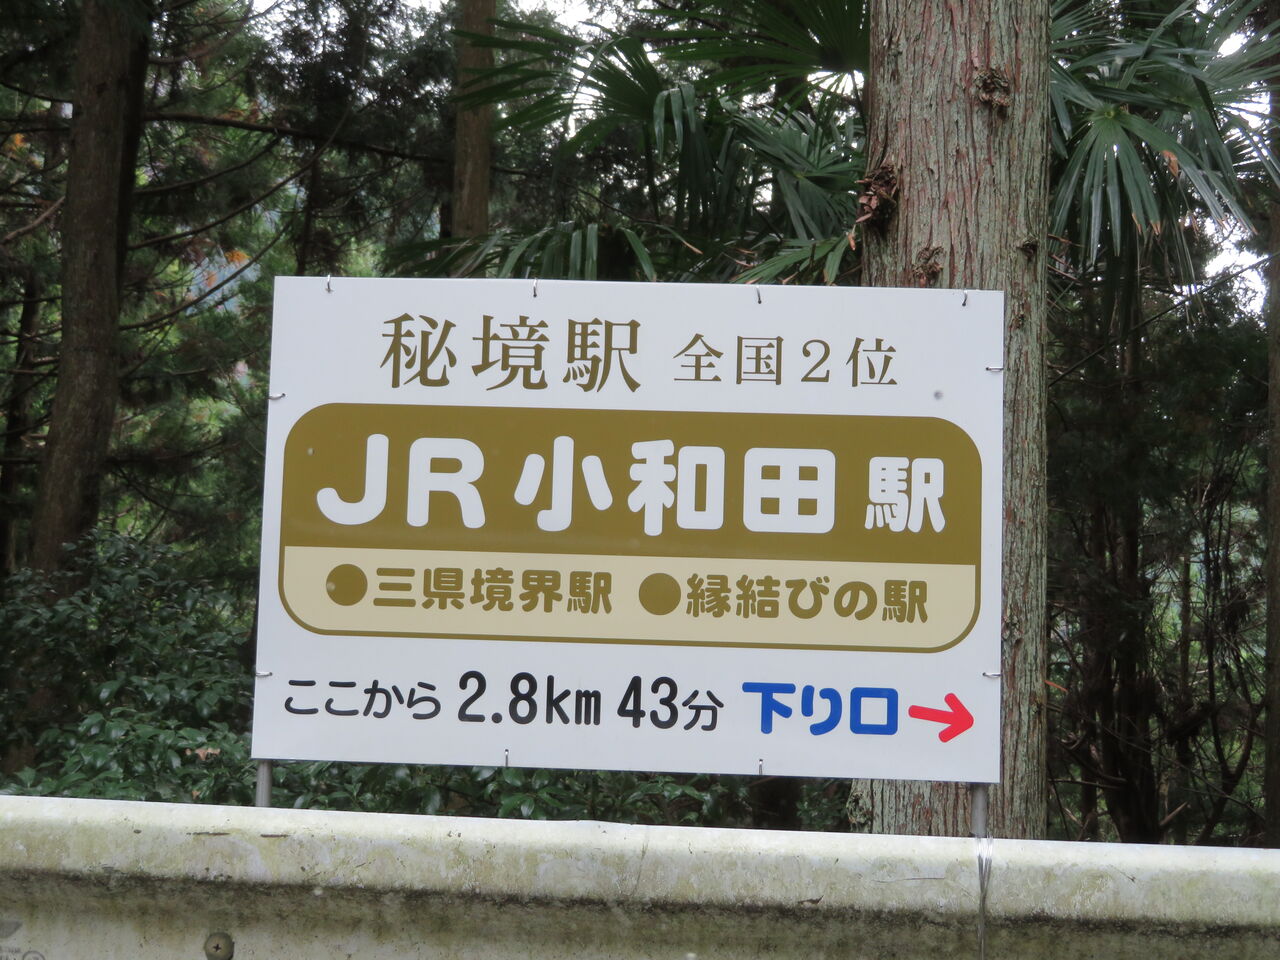 秘境駅 全国2位
JR小和田駅
●三県境界駅 ●縁結びの駅
ここから 2.8km 43分 下り口→